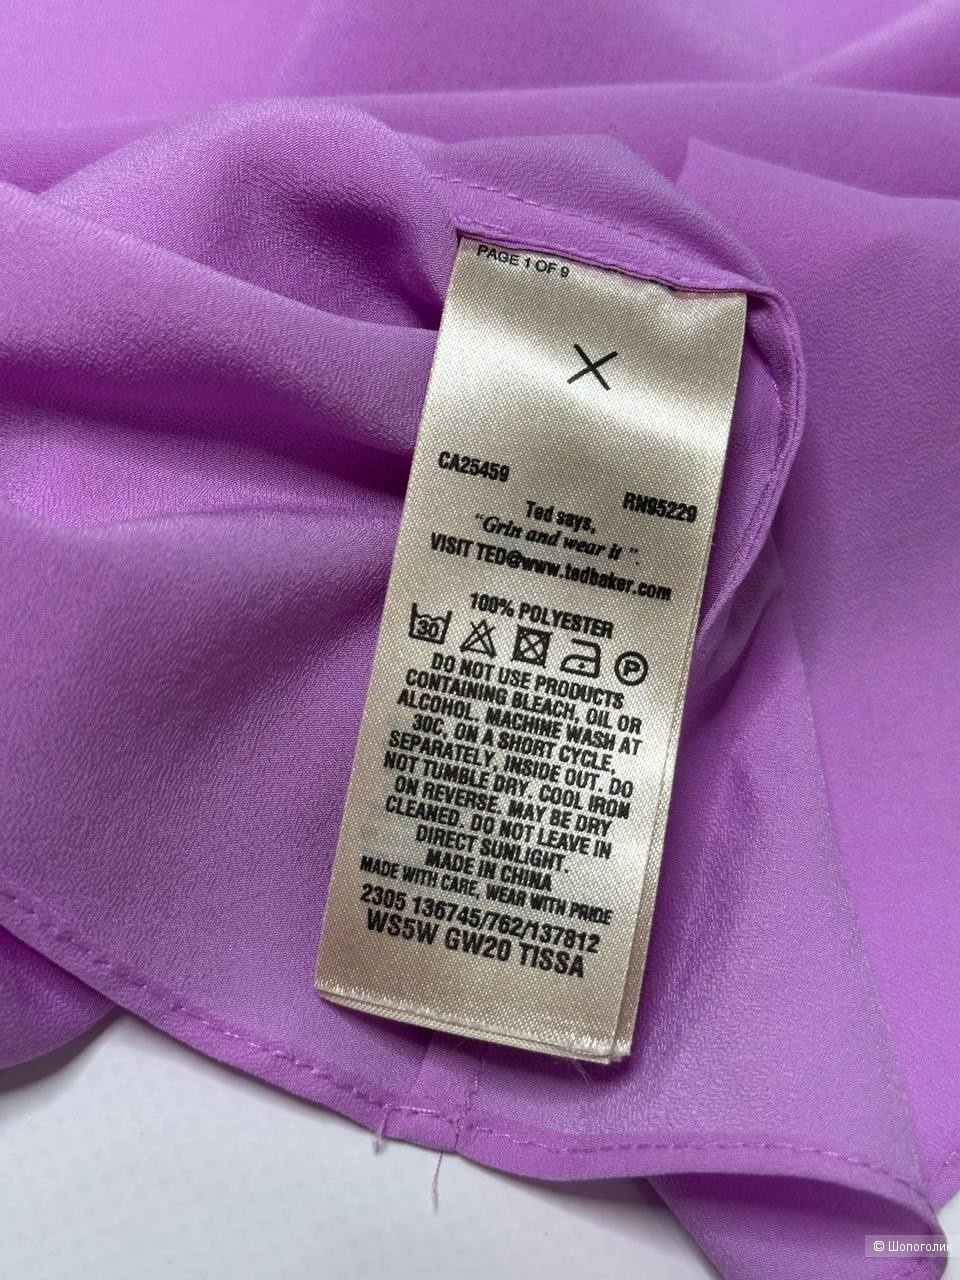 PAGE 1 OF 9
CA25459
RN95229
Ted says,
"Grin and wear it".
VISIT TED@www.tedbaker.com
100% POLYESTER
30 P
DO NOT USE PRODUCTS
CONTAINING BLEACH, OIL OR
ALCOHOL, MACHINE WASH AT
30C, ON A SHORT CYCLE,
SEPARATELY, INSIDE OUT. DO
NOT TUMBLE DRY. COOL IRON
ON REVERSE. MAY BE DRY
CLEANED. DO NOT LEAVE IN
DIRECT SUNLIGHT.
MADE IN CHINA
MADE WITH CARE, WEAR WITH PRIDE
2305 136745/762/137812
WS5W GW20 TISSA
© Шопоголик